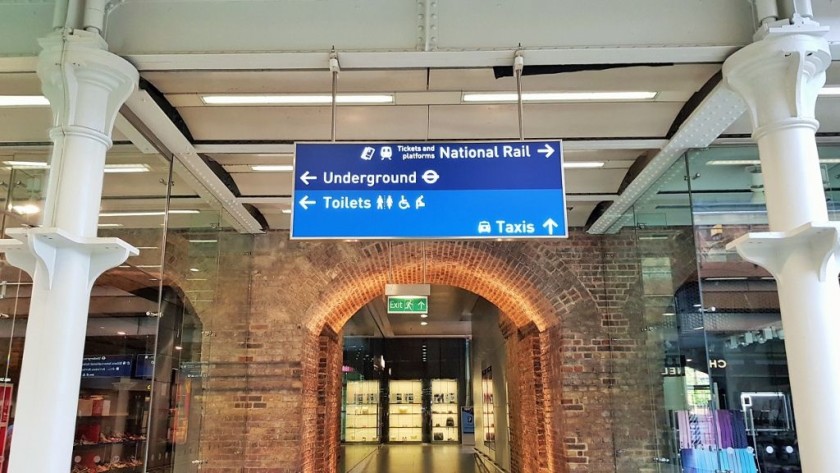 Tickets and
platforms National Rail
Underground
Toilets
Taxis
Exit